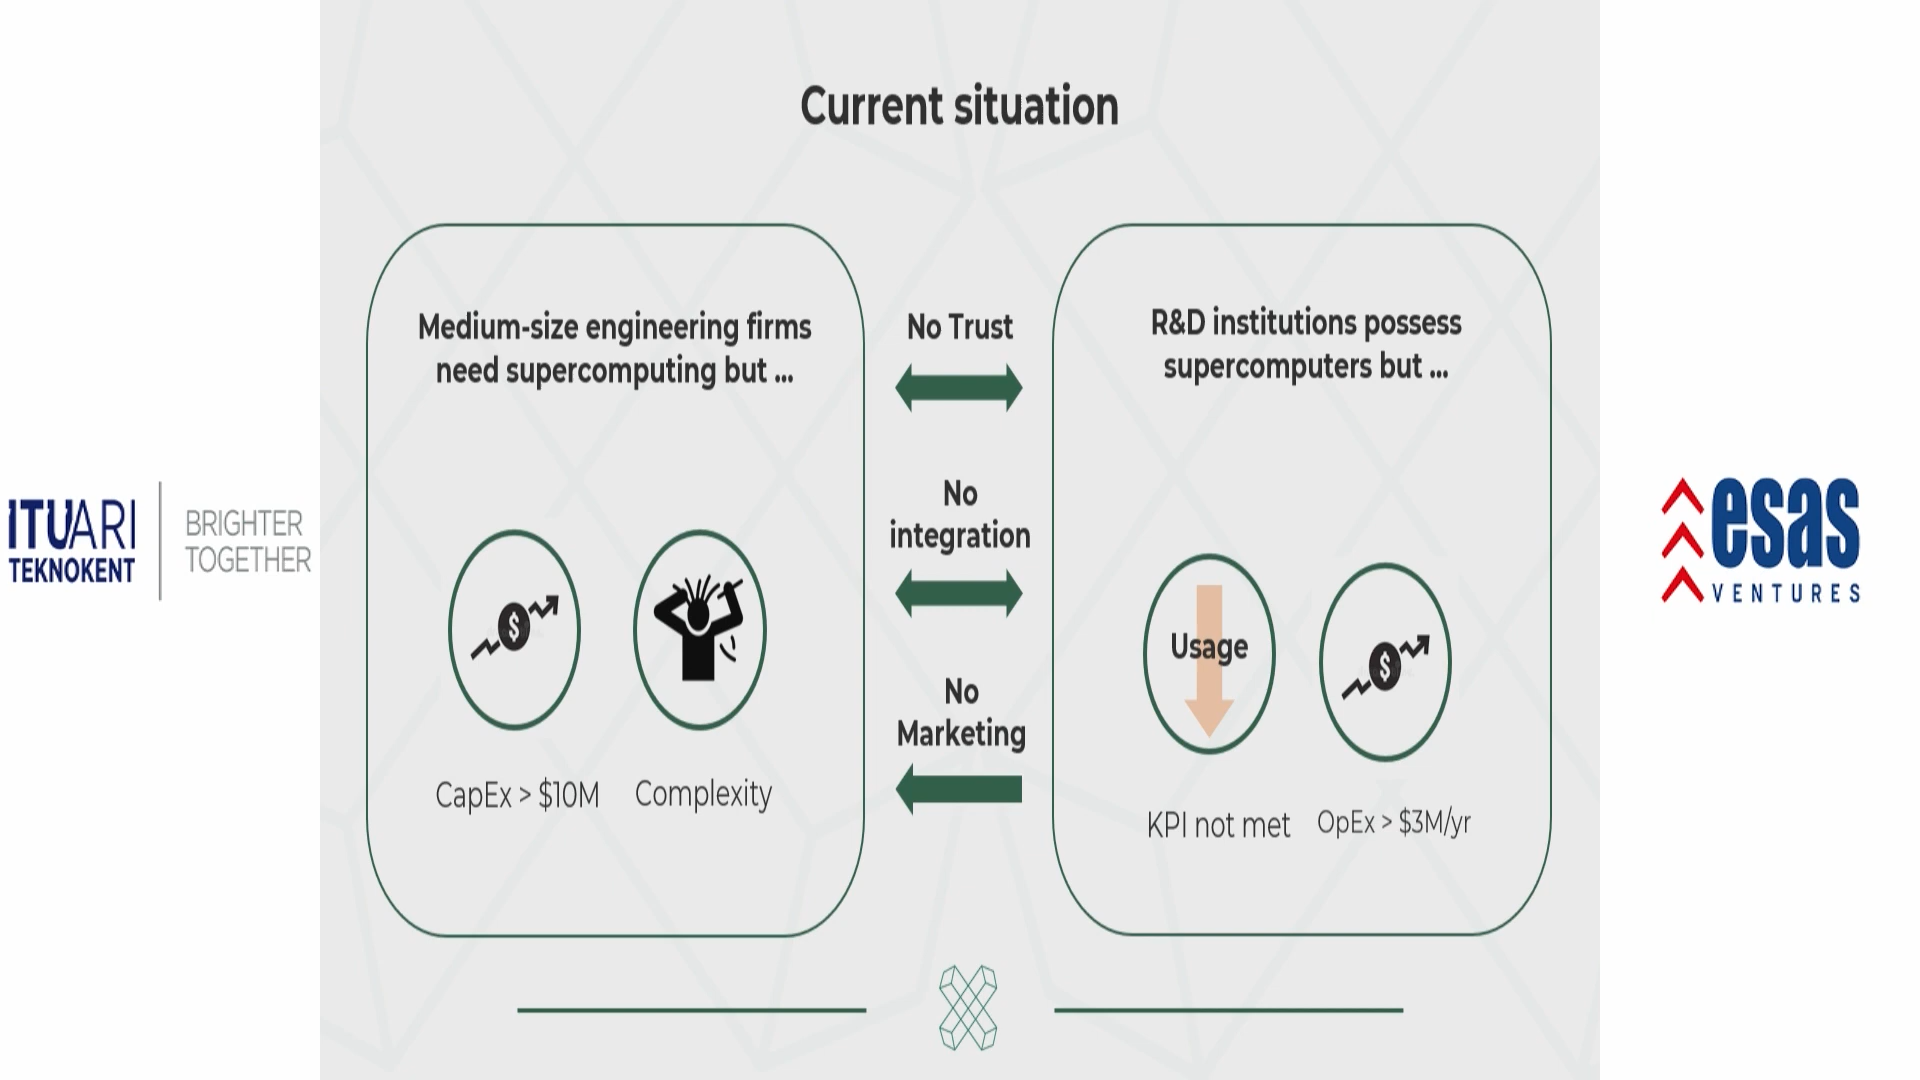 Current situation
Medium-size engineering firms
need supercomputing but ...
$
CapEx > $10M
Complexity
No Trust
No
integration
No
Marketing
R&D institutions possess
supercomputers but ...
Usage
$
KPI not met
OpEx > $3M/yr
ITUARI
TEKNOKENT
BRIGHTER
TOGETHER
esas
VENTURES